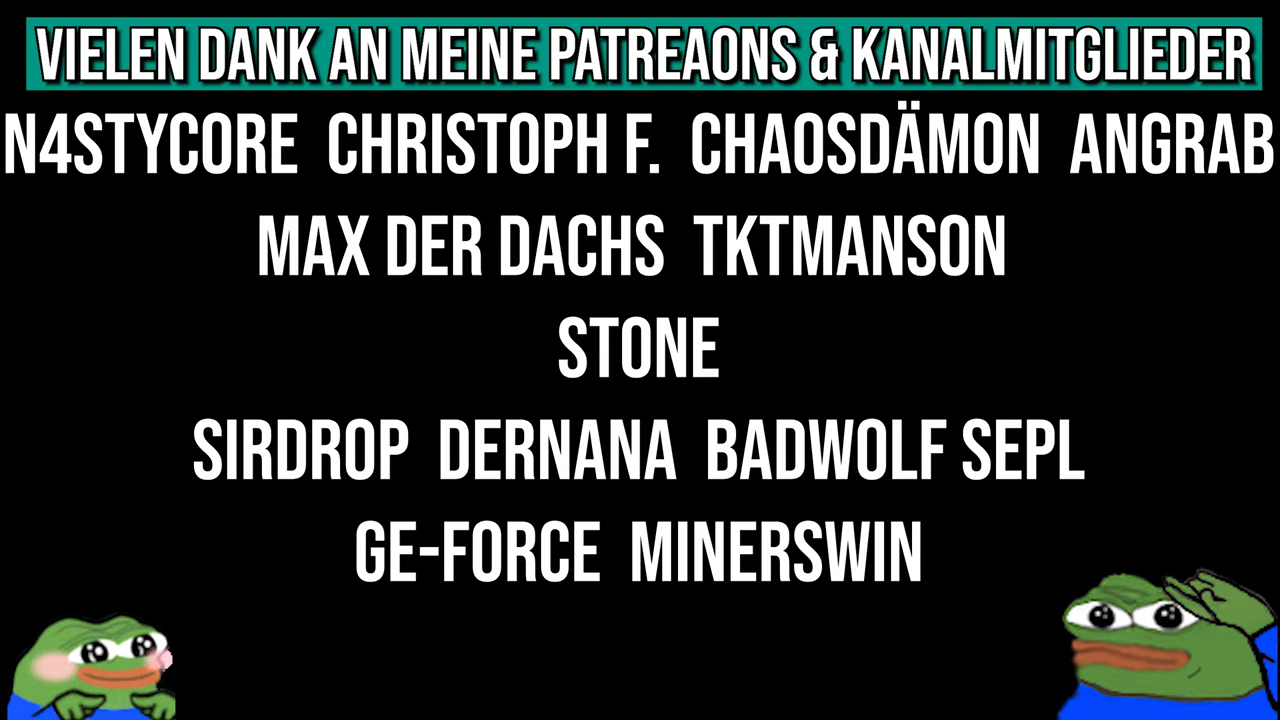 VIELEN DANK AN MEINE PATREAONS & KANALMITGLIEDER
N4STYCORE CHRISTOPH F. CHAOSDÄMON ANGRAB
MAX DER DACHS TKTMANSON
STONE
SIRDROP DERNANA BADWOLF SEPL
GE-FORCE MINERSWIN